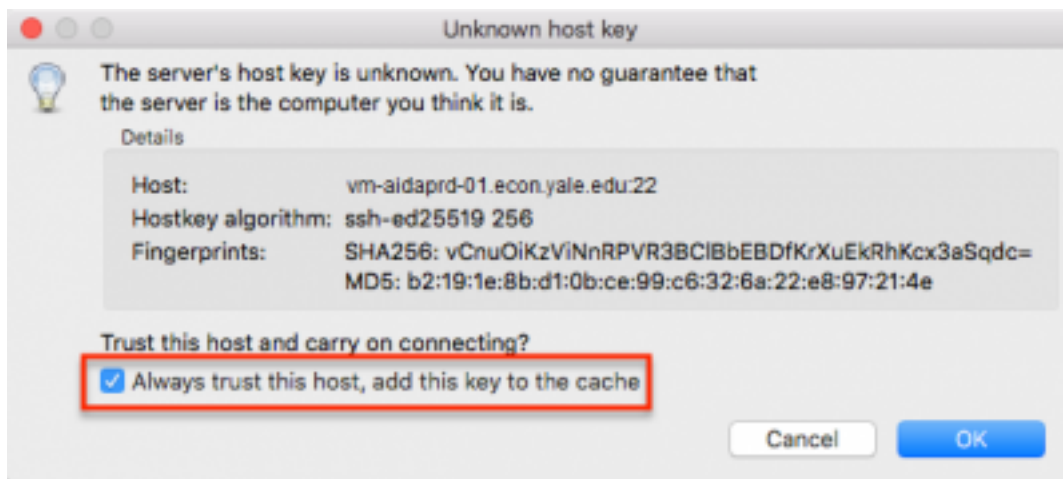 Unknown host key
The server's host key is unknown. You have no guarantee that
the server is the computer you think it is.
Details
Host: vm-aidaprd-01.econ.yale.edu:22
Hostkey algorithm: ssh-ed25519 256
Fingerprints: SHA256: vCnuOiKzViNnRPVR3BClBbEBDfKrXuEkRhKcx3aSqdc=
MD5: b2:19:1e:8b:d1:0b:ce:99:c6:32:6a:22:e8:97:21:4e
Trust this host and carry on connecting?
Always trust this host, add this key to the cache
Cancel OK